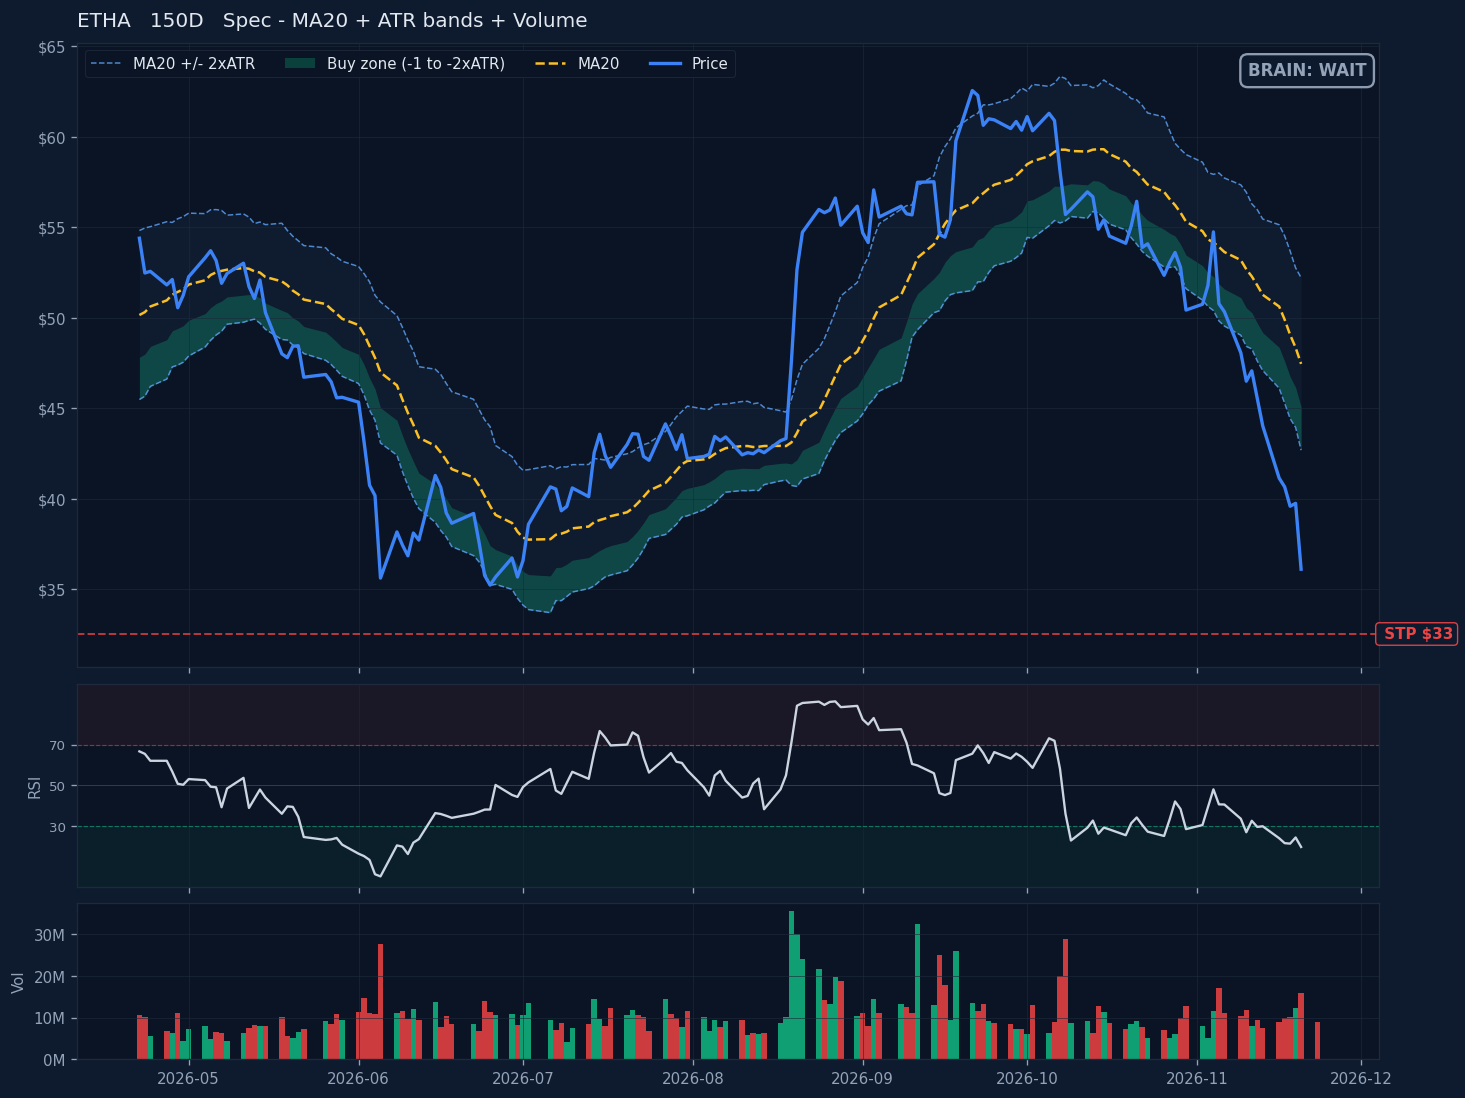 ETHA   150D   Spec - MA20 + ATR bands + Volume
MA20 +/- 2xATR   Buy zone (-1 to -2xATR)   MA20   Price
BRAIN: WAIT
$65
$60
$55
$50
$45
$40
$35
STP $33
RSI
70
50
30
Vol
30M
20M
10M
0M
2026-05   2026-06   2026-07   2026-08   2026-09   2026-10   2026-11   2026-12